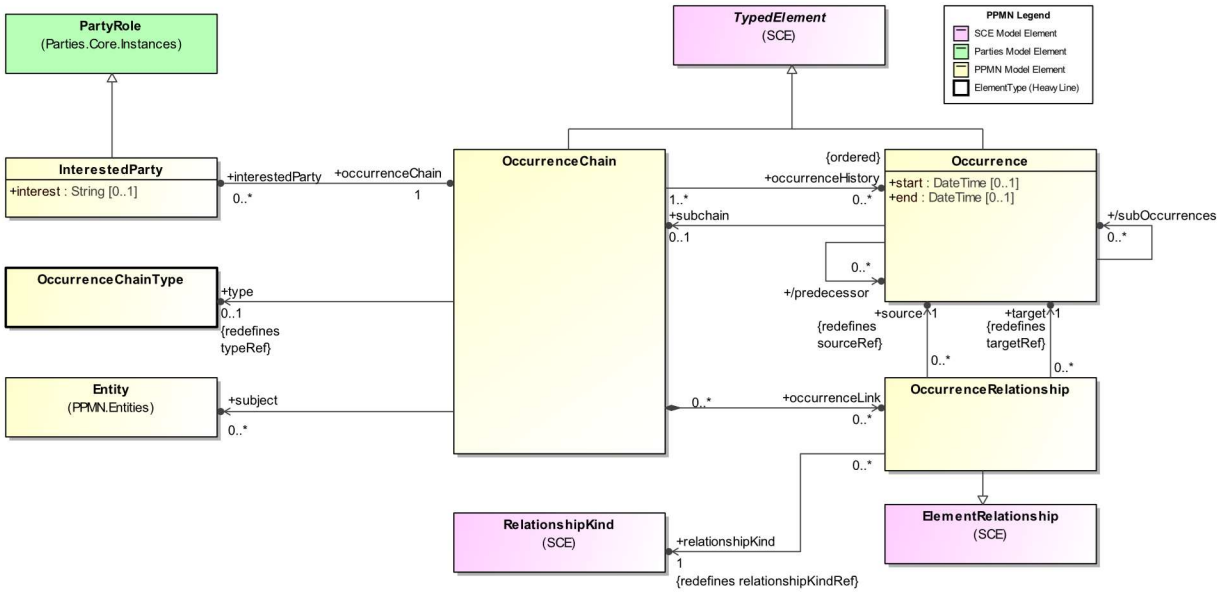 PartyRole
(Parties.Core.Instances)
TypedElement
(SCE)
PPMN Legend
SCE Model Element
Parties Model Element
PPMN Model Element
ElementType (Heavy Line)
InterestedParty
+interest : String [0..1]
+interestedParty
0..*
+occurrenceChain
1
OccurrenceChain
{ordered}
+occurrenceHistory
1..*
0..*
+subchain
0..1
Occurrence
+start : DateTime [0..1]
+end : DateTime [0..1]
+/subOccurrences
0..*
0..*
+/predecessor
OccurrenceChainType
+type
0..1
{redefines
typeRef}
+source
1
{redefines
sourceRef}
0..*
+target
1
{redefines
targetRef}
0..*
Entity
(PPMN.Entities)
+subject
0..*
0..*
+occurrenceLink
0..*
OccurrenceRelationship
0..*
RelationshipKind
(SCE)
+relationshipKind
1
{redefines relationshipKindRef}
ElementRelationship
(SCE)